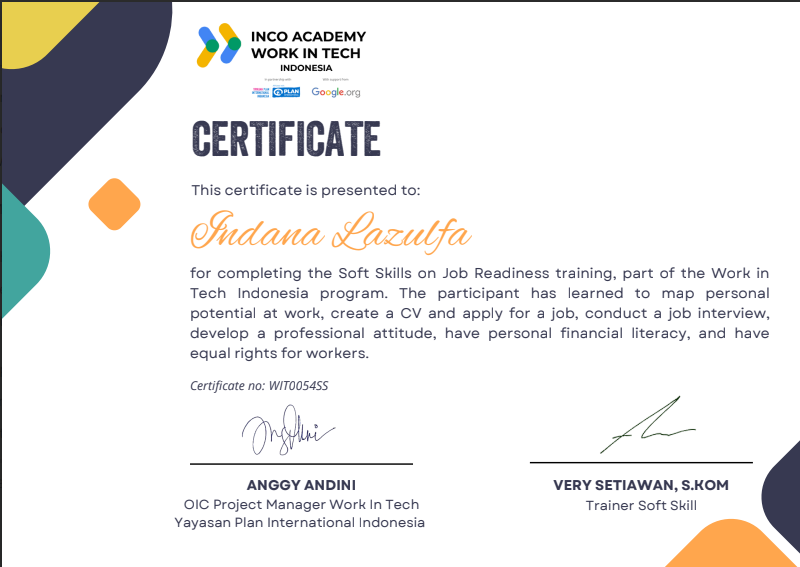 INCO ACADEMY
WORK IN TECH
INDONESIA
In partnership with
With support from
PLAN
Google.org
CERTIFICATE
This certificate is presented to:
Indana Lazulfa
for completing the Soft Skills on Job Readiness training, part of the Work in
Tech Indonesia program. The participant has learned to map personal
potential at work, create a CV and apply for a job, conduct a job interview,
develop a professional attitude, have personal financial literacy, and have
equal rights for workers.
Certificate no: WIT0054SS
ANGGY ANDINI
OIC Project Manager Work In Tech
Yayasan Plan International Indonesia
VERY SETIAWAN, S.KOM
Trainer Soft Skill